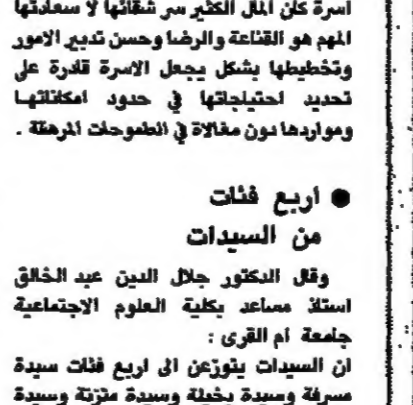 اسرة كان المال الكثير سر شقائها لا سعادتها
المهم هو القناعة والرضا وحسن تدبير الامور
وتخطيطها بشكل يجعل الاسرة قادرة على
تحديد احتياجاتها في حدود امكاناتها
ومواردها دون مغالاة في الطموحات المرهقة .
● اربع فئات
من السيدات
وقال الدكتور جلال الدين عبد الخالق
استاذ مساعد بكلية العلوم الاجتماعية
جامعة ام القرى :
ان السيدات يتوزعن الى اربع فئات سيدة
مسرفة وسيدة بخيلة وسيدة متزنة وسيدة